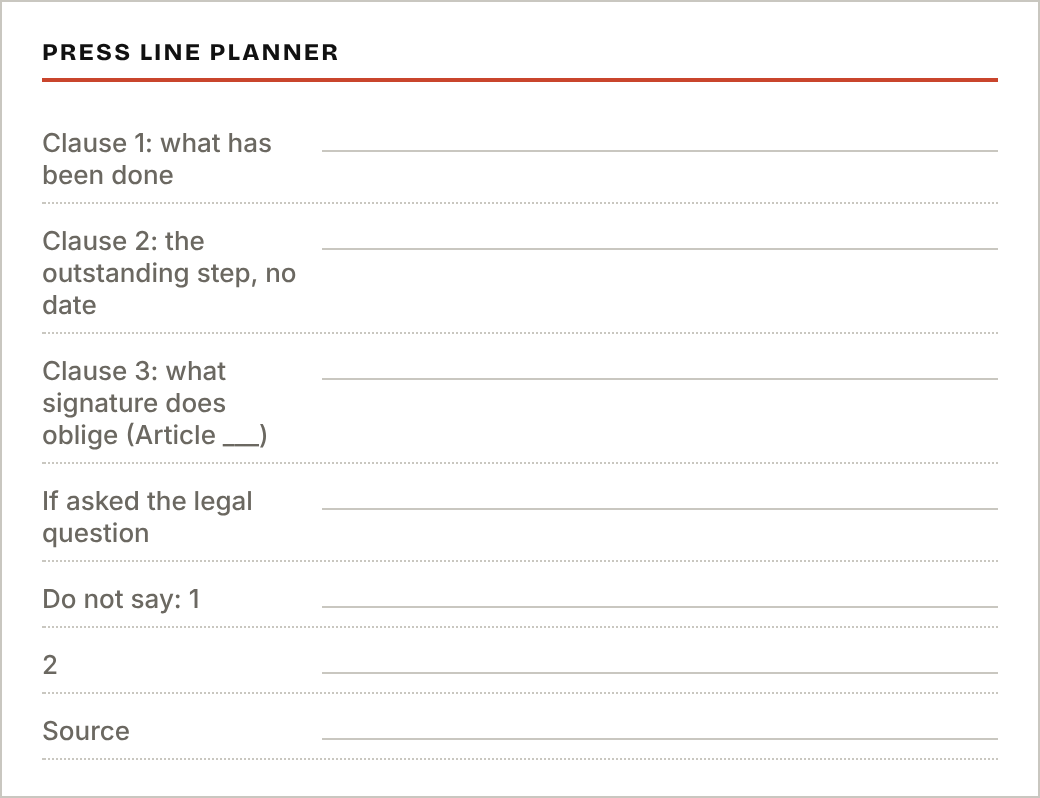 PRESS LINE PLANNER
Clause 1: what has
been done
Clause 2: the
outstanding step, no
date
Clause 3: what
signature does
oblige (Article ___)
If asked the legal
question
Do not say: 1
2
Source